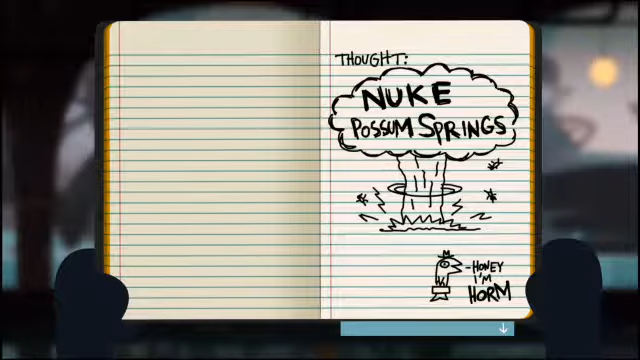 THOUGHT:
NUKE
POSSUM SPRINGS
-HONEY
I'M
HORM